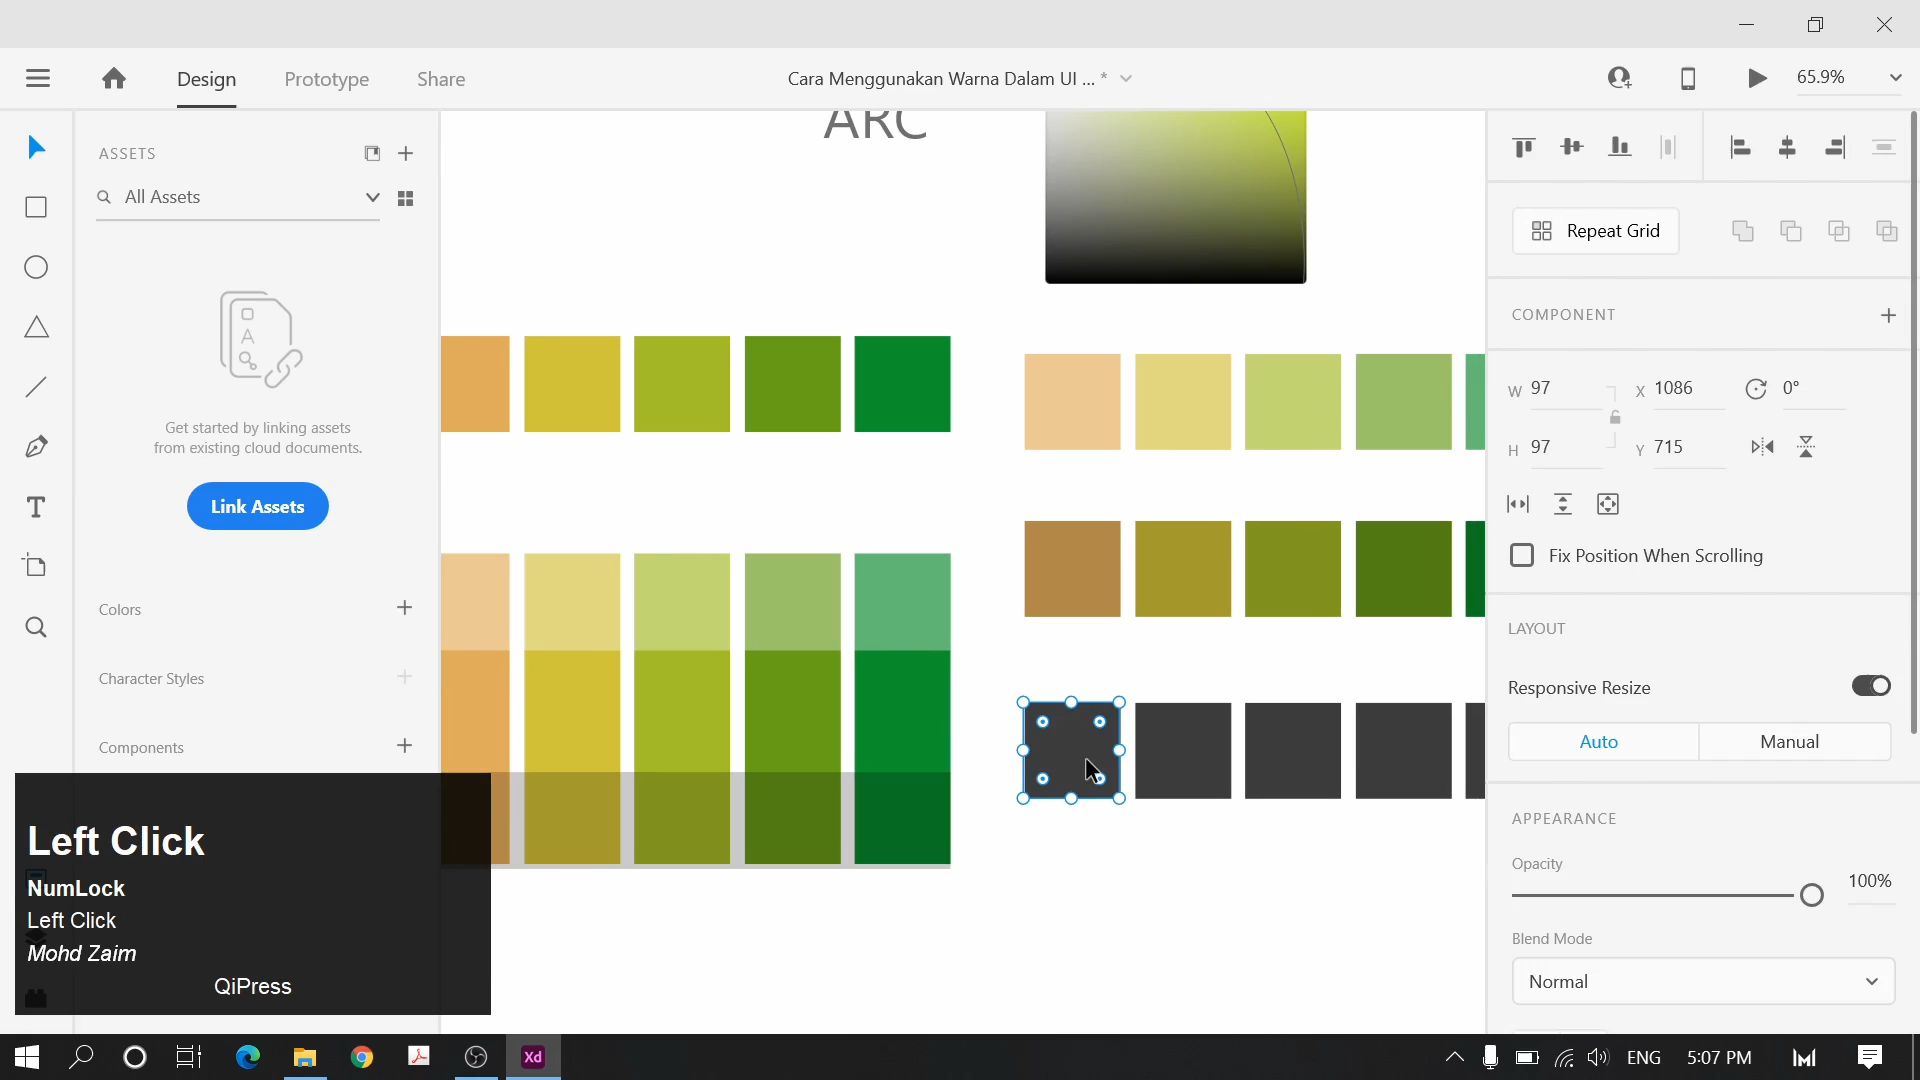 Design
Prototype
Share
Cara Menggunakan Warna Dalam UI ... *
65.9%
ASSETS
All Assets
ARC
Repeat Grid
COMPONENT
W 97
X 1086
0°
H 97
Y 715
Get started by linking assets
from existing cloud documents.
Link Assets
Fix Position When Scrolling
Colors
LAYOUT
Character Styles
Responsive Resize
Components
Auto
Manual
APPEARANCE
Left Click
Opacity
100%
NumLock
Left Click
Mohd Zaim
QiPress
Blend Mode
Normal
Xd
ENG
5:07 PM